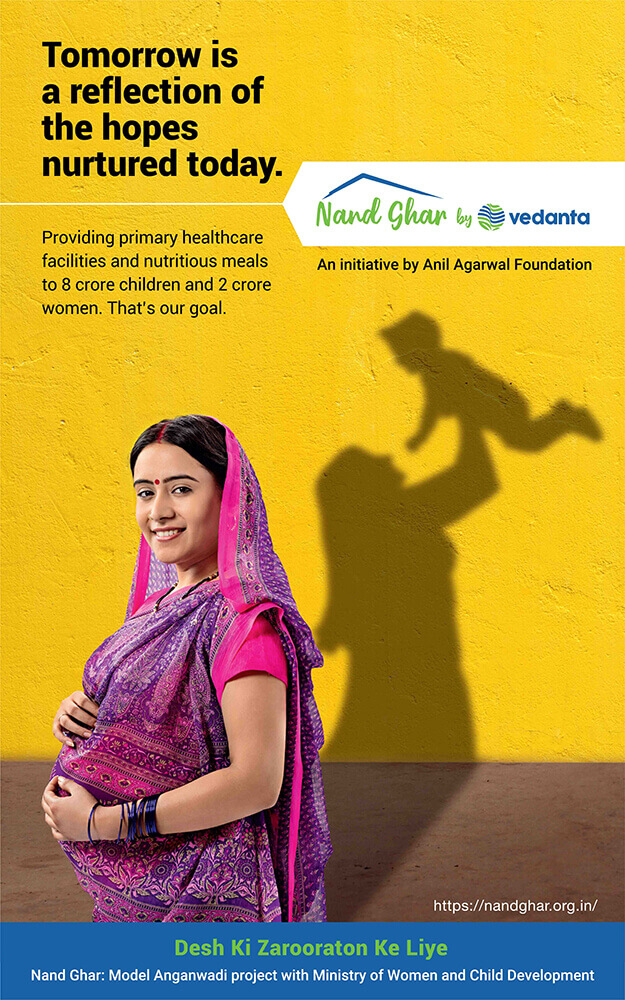 Tomorrow is
a reflection of
the hopes
nurtured today.
Nand Ghar by vedanta
An initiative by Anil Agarwal Foundation
Providing primary healthcare
facilities and nutritious meals
to 8 crore children and 2 crore
women. That's our goal.
https://nandghar.org.in/
Desh Ki Zarooraton Ke Liye
Nand Ghar: Model Anganwadi project with Ministry of Women and Child Development